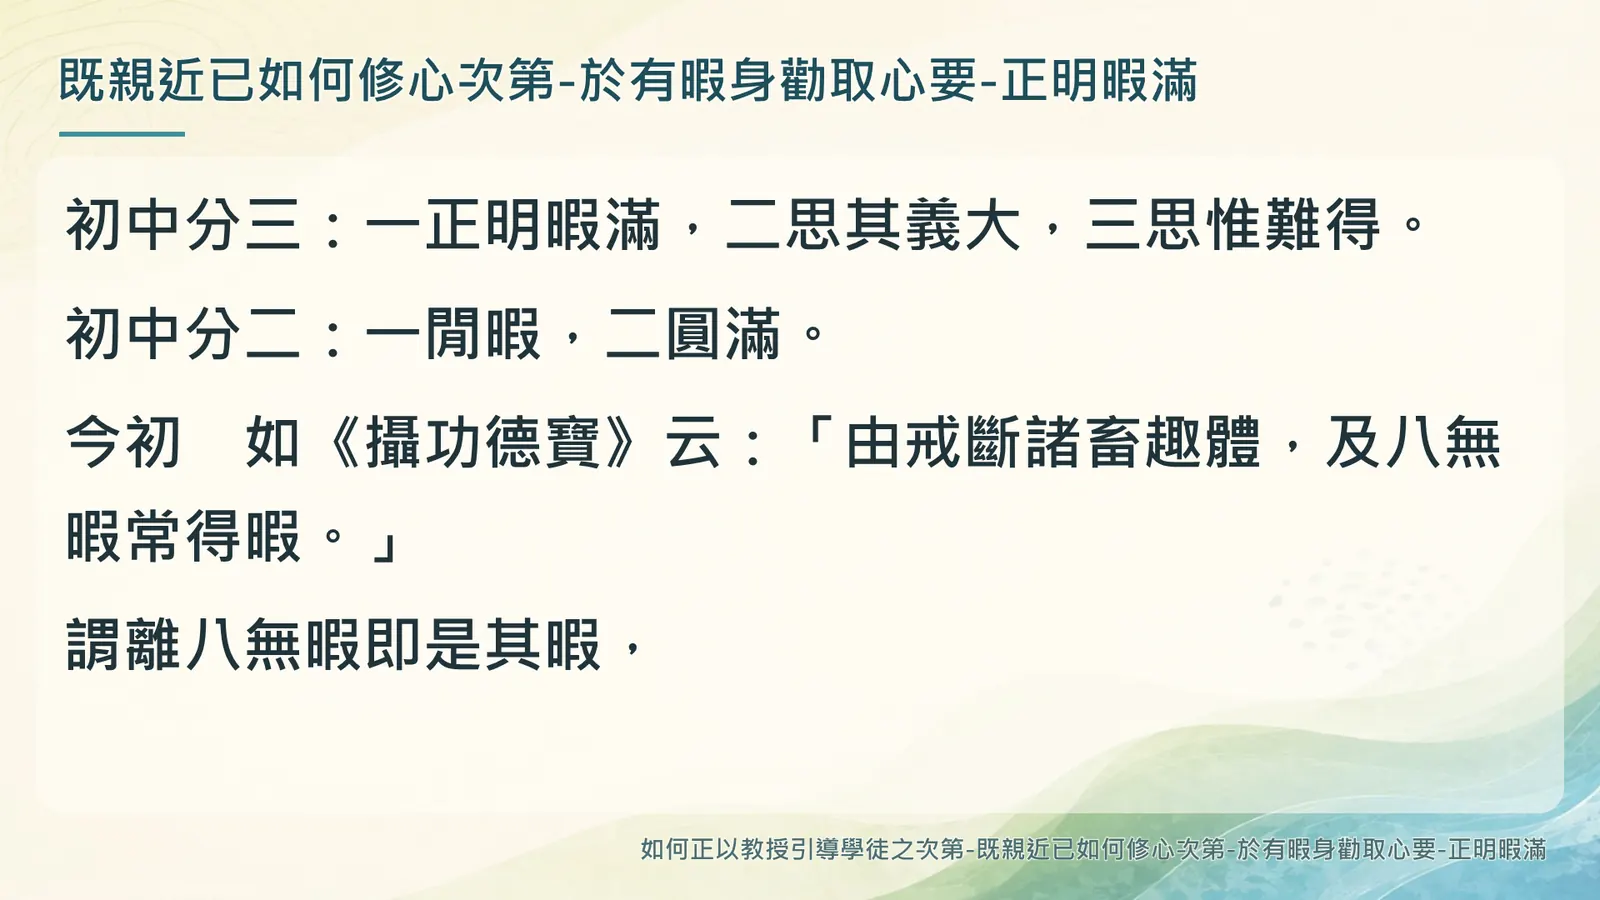 既親近已如何修心次第-於有暇身勸取心要-正明暇滿
初中分三：一正明暇滿，二思其義大，三思惟難得。
初中分二：一閒暇，二圓滿。
今初　如《攝功德寶》云：「由戒斷諸畜趣體，及八無
暇常得暇。」
謂離八無暇即是其暇，
如何正以教授引導學徒之次第-既親近已如何修心次第-於有暇身勸取心要-正明暇滿